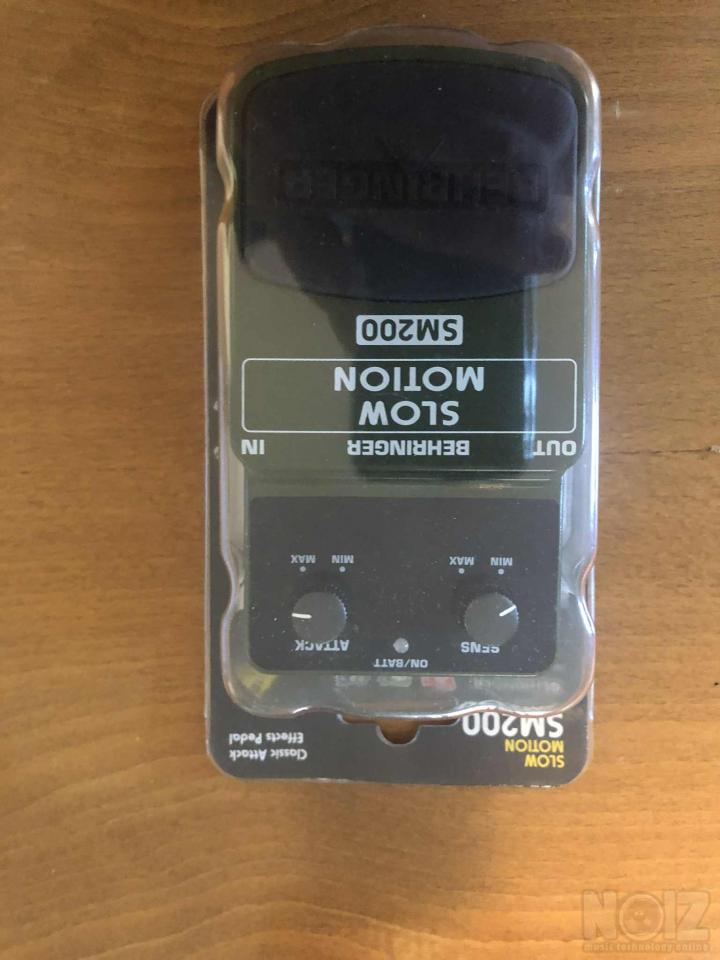 SLOW
MOTION
SM200
Classic Attack
Effects Pedal
ON/BATT
SENS
ATTACK
MIN
MAX
MIN
MAX
OUT
BEHRINGER
IN
SLOW
MOTION
SM200
BEHRINGER
NOIZ
music technology online